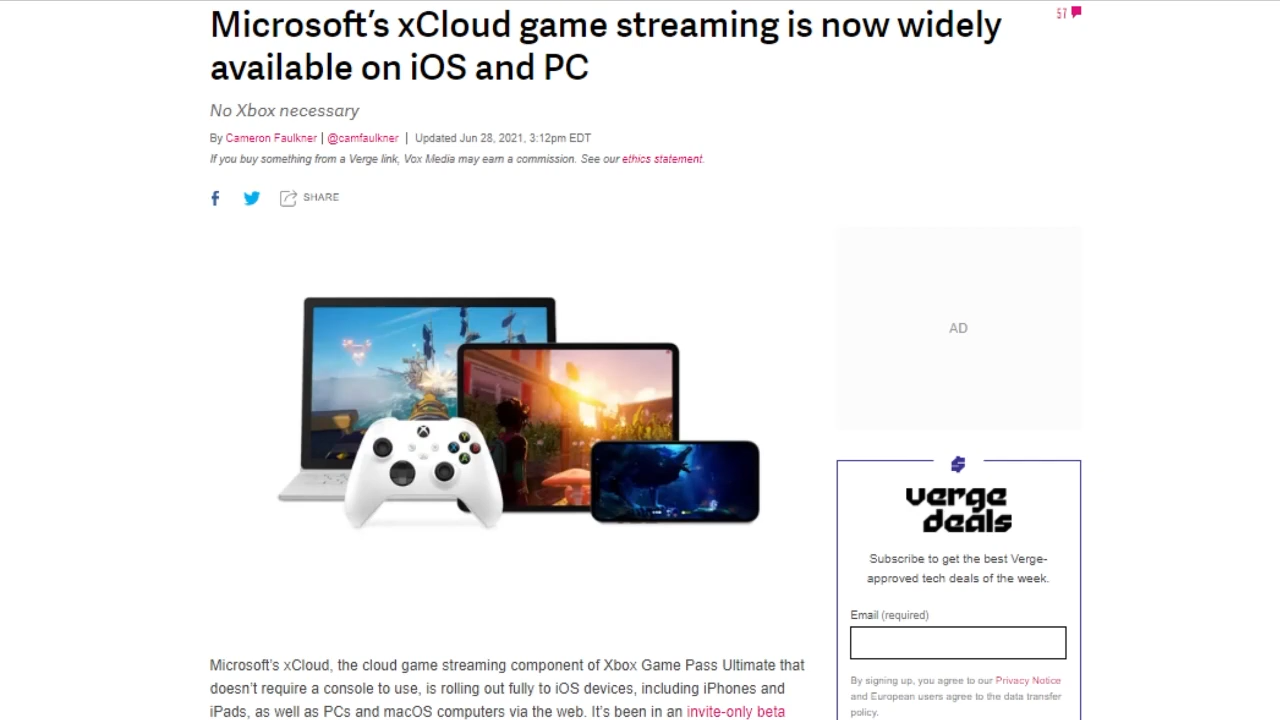 Microsoft's xCloud game streaming is now widely
available on iOS and PC
57
No Xbox necessary
By Cameron Faulkner | @camfaulkner | Updated Jun 28, 2021, 3:12pm EDT
If you buy something from a Verge link, Vox Media may earn a commission. See our ethics statement.
SHARE
AD
Y
X
B
A
verge
deals
Subscribe to get the best Verge-
approved tech deals of the week.
Email (required)
By signing up, you agree to our Privacy Notice
and European users agree to the data transfer
policy.
Microsoft's xCloud, the cloud game streaming component of Xbox Game Pass Ultimate that
doesn't require a console to use, is rolling out fully to iOS devices, including iPhones and
iPads, as well as PCs and macOS computers via the web. It's been in an invite-only beta